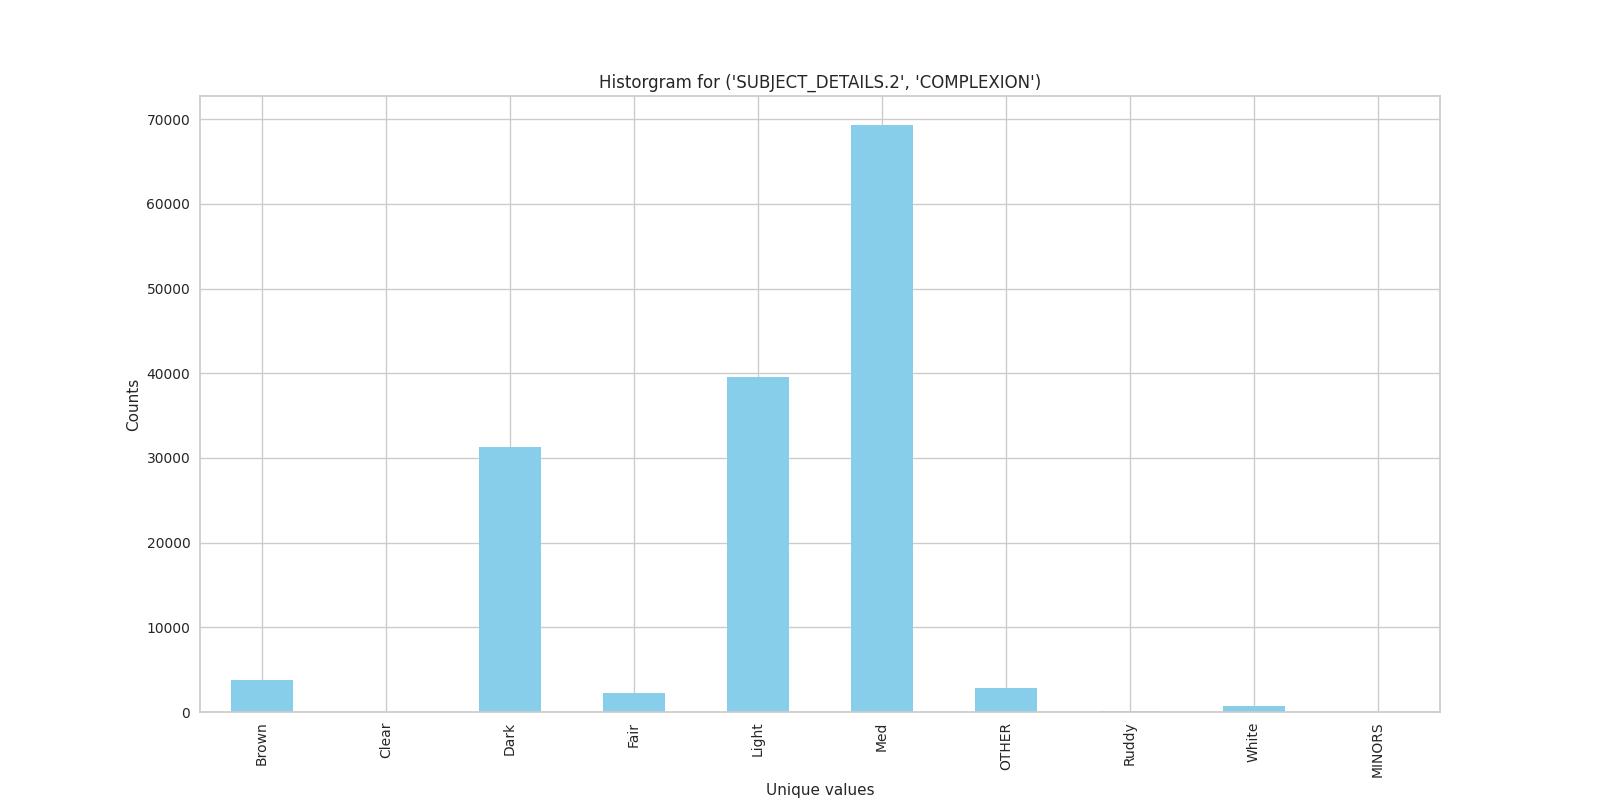 Historgram for ('SUBJECT_DETAILS.2', 'COMPLEXION')
70000
60000
50000
40000
30000
20000
10000
0
Counts
Brown
Clear
Dark
Fair
Light
Med
OTHER
Ruddy
White
MINORS
Unique values